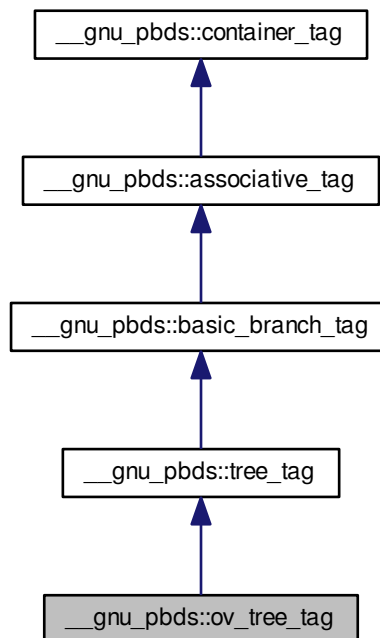 __gnu_pbds::container_tag
__gnu_pbds::associative_tag
__gnu_pbds::basic_branch_tag
__gnu_pbds::tree_tag
__gnu_pbds::ov_tree_tag